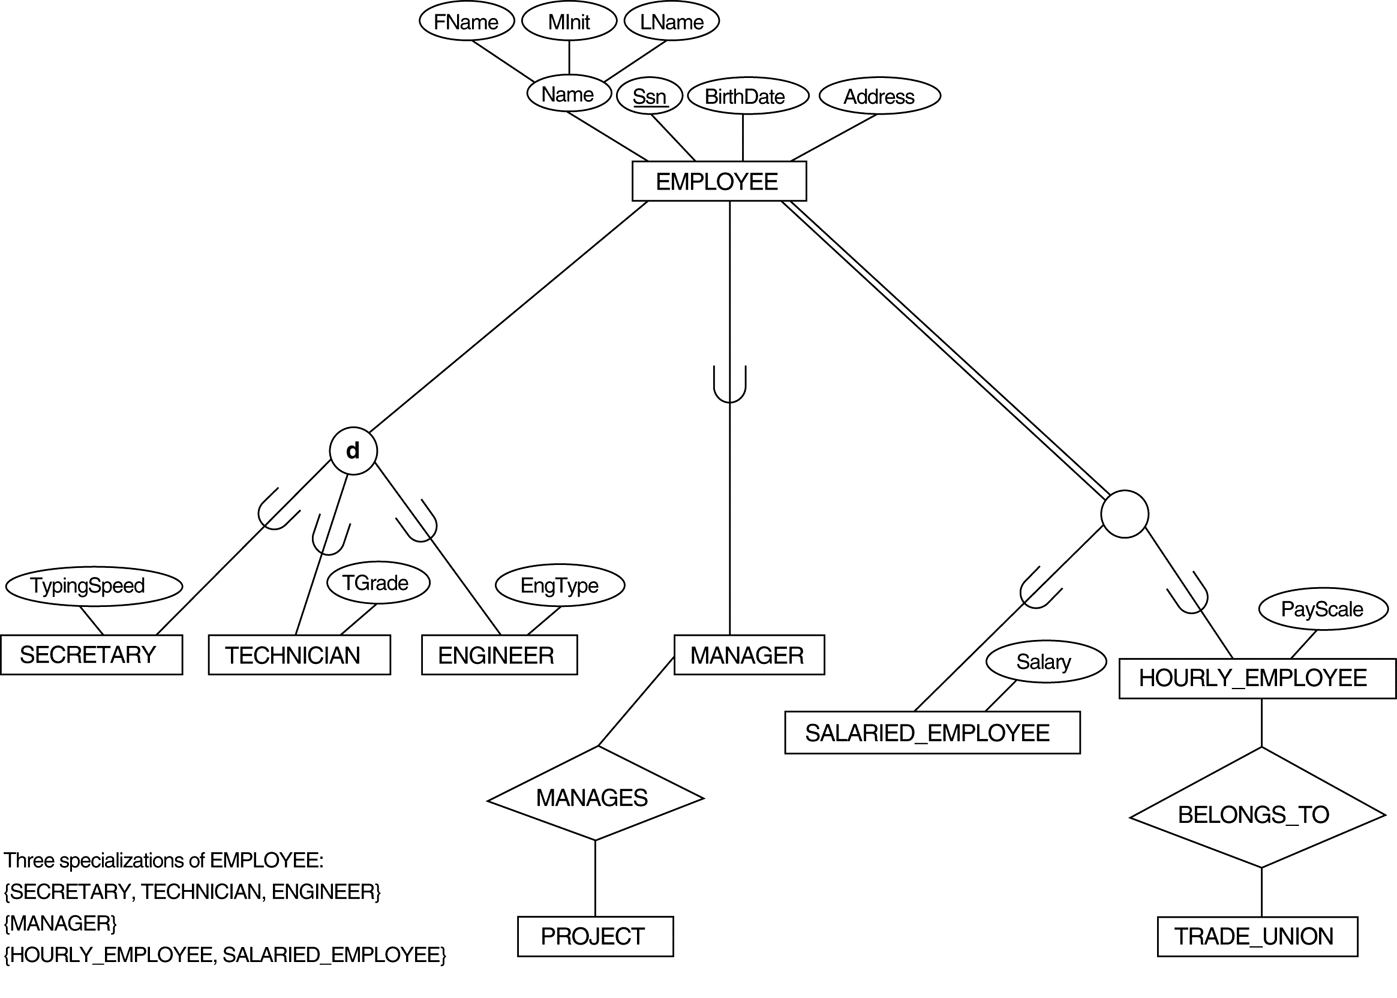 FName MInit LName
Name Ssn BirthDate Address
EMPLOYEE
d
TypingSpeed TGrade EngType PayScale
SECRETARY TECHNICIAN ENGINEER MANAGER Salary HOURLY_EMPLOYEE
SALARIED_EMPLOYEE
MANAGES BELONGS_TO
Three specializations of EMPLOYEE:
{SECRETARY, TECHNICIAN, ENGINEER}
{MANAGER}
{HOURLY_EMPLOYEE, SALARIED_EMPLOYEE}
PROJECT TRADE_UNION